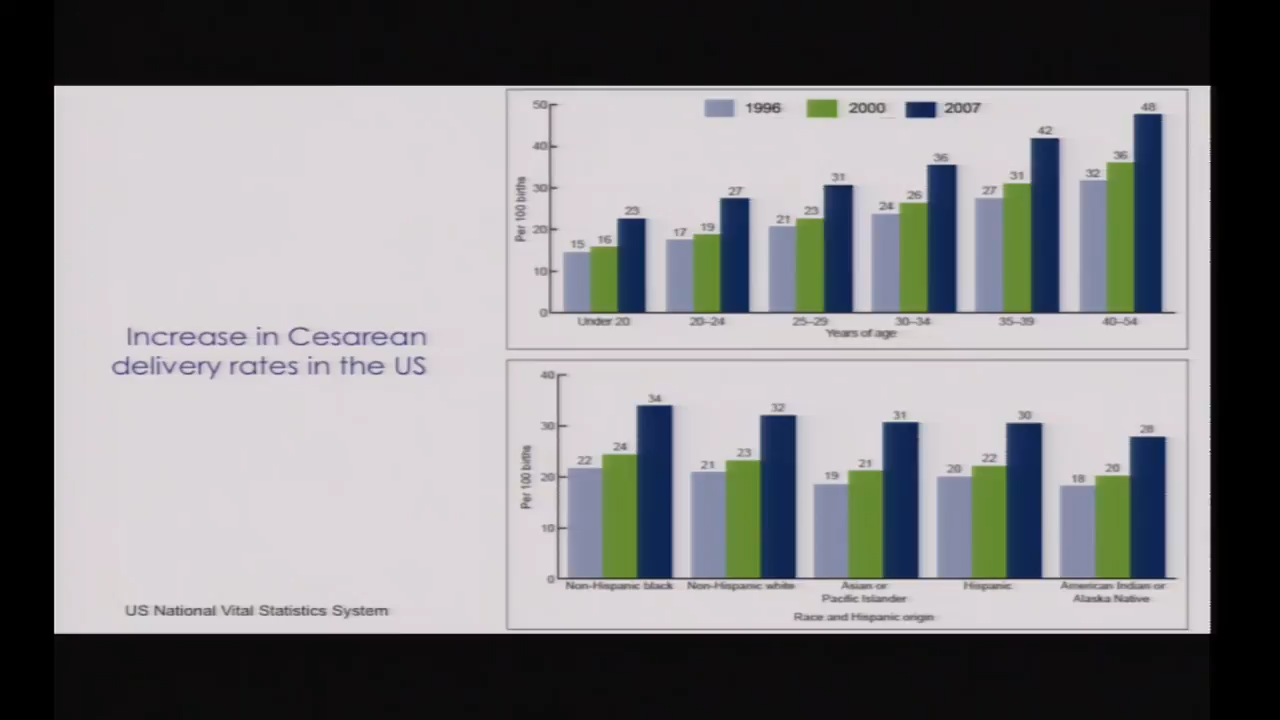 Increase in Cesarean
delivery rates in the US
US National Vital Statistics System
1996 2000 2007
Per 100 births
50
40
30
20
10
0
15 16 23
17 19 27
21 23 31
24 26 36
27 31 42
32 36 48
Under 20 20–24 25–29 30–34 35–39 40–54
Years of age
Per 100 births
40
30
20
10
0
22 24 34
21 23 32
19 21 31
20 22 30
18 20 28
Non-Hispanic black Non-Hispanic white Asian or Hispanic American Indian or
Pacific Islander Alaska Native
Race and Hispanic origin